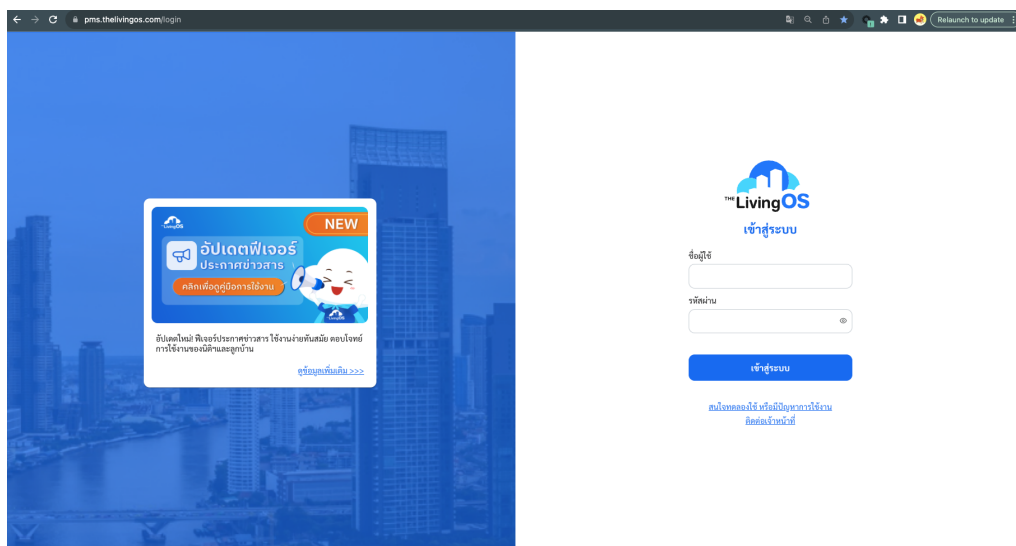 pms.thelivingos.com/login
Relaunch to update
NEW
LivingOS
อัปเดตฟีเจอร์
ประกาศข่าวสาร
คลิกเพื่อดูคู่มือการใช้งาน
อัปเดตใหม่! ฟีเจอร์ประกาศข่าวสาร ใช้งานง่ายทันสมัย ตอบโจทย์
การใช้งานของนิติฯและลูกบ้าน
ดูข้อมูลเพิ่มเติม >>>
THE LivingOS
เข้าสู่ระบบ
ชื่อผู้ใช้
รหัสผ่าน
เข้าสู่ระบบ
สนใจทดลองใช้ หรือมีปัญหาการใช้งาน
ติดต่อเจ้าหน้าที่